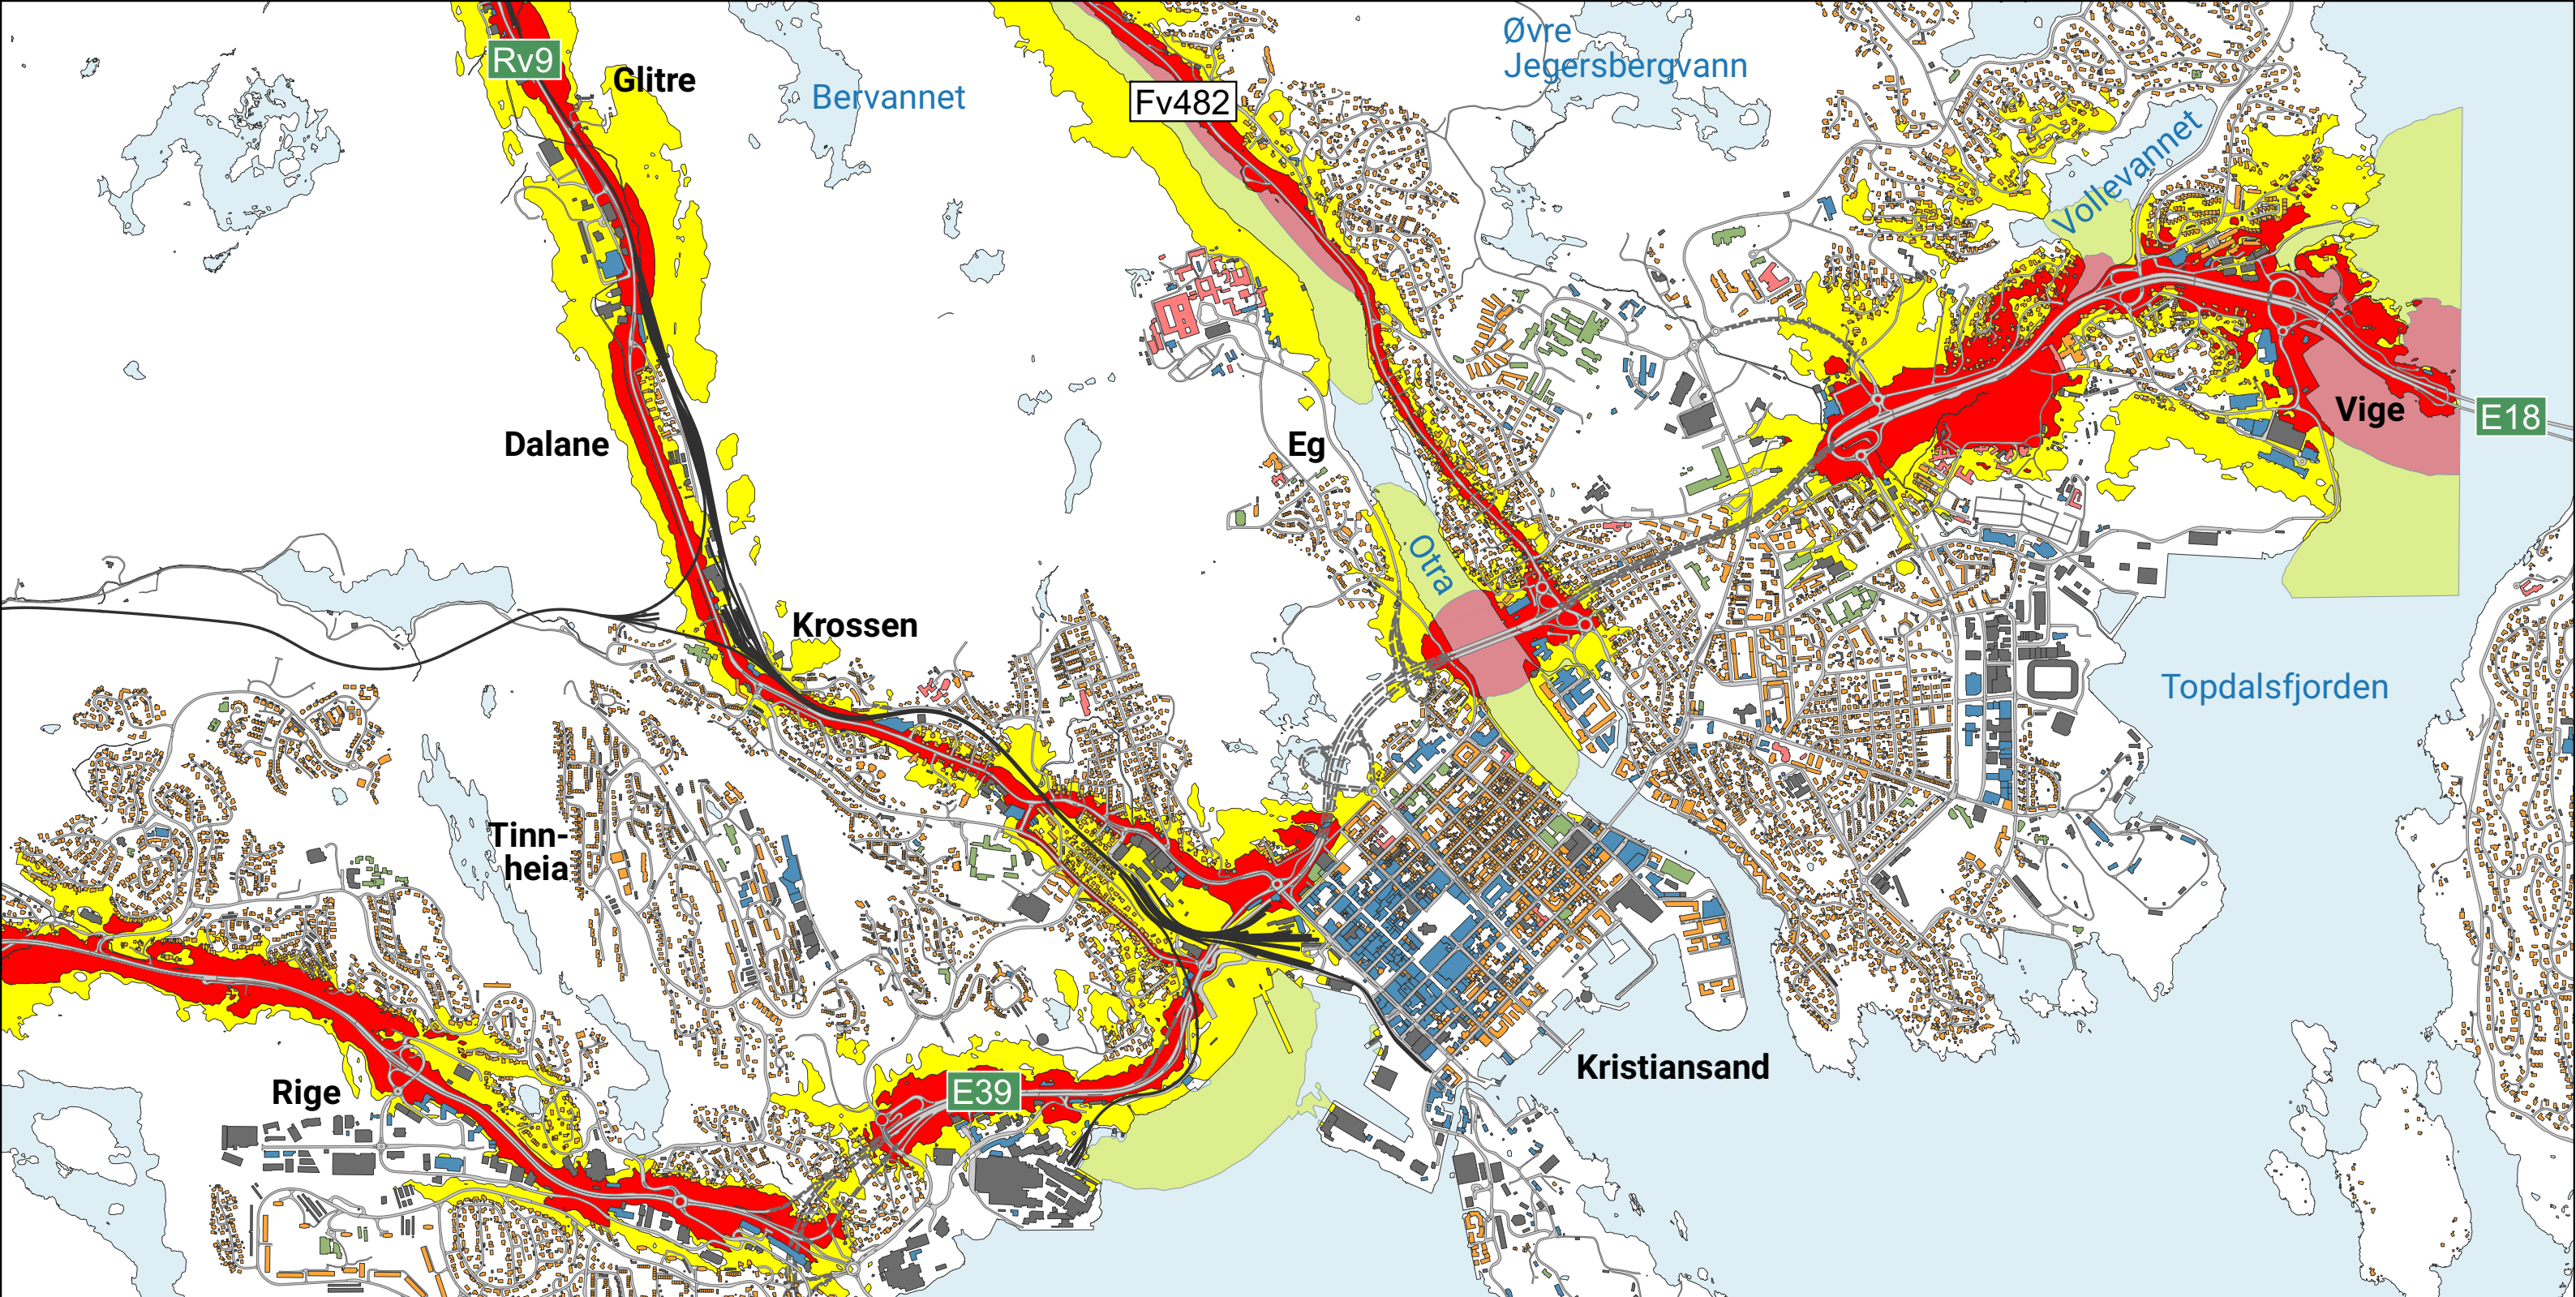 Rv9
Glitre
Bervannet
Øvre
Jegersbergvann
Fv482
Vollevannet
Vige
E18
Dalane
Eg
Otra
Krossen
Topdalsfjorden
Tinn-
heia
Rige
E39
Kristiansand